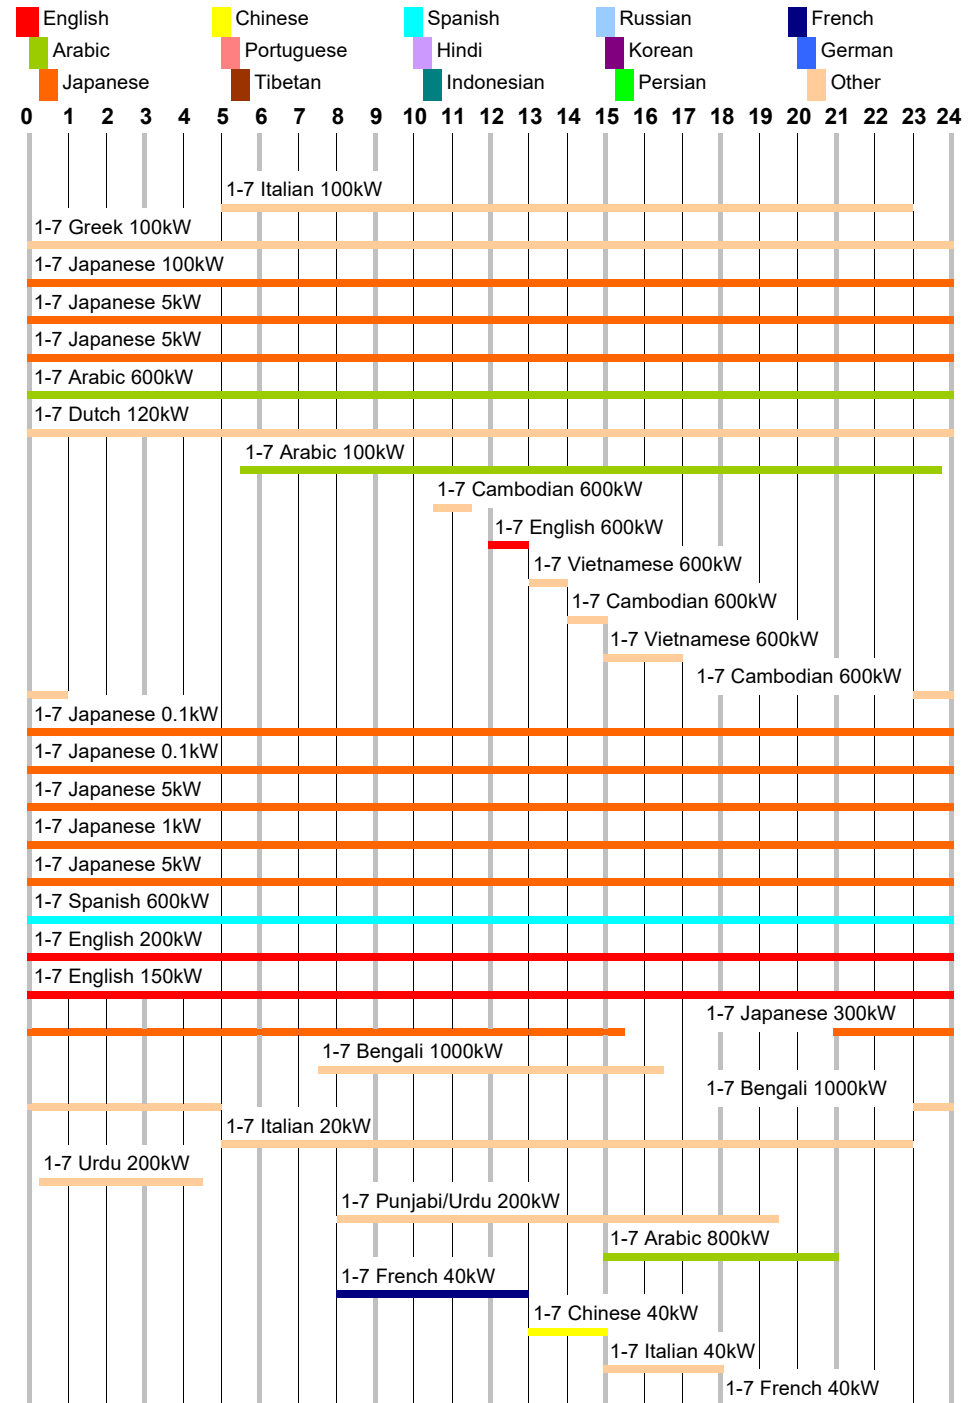 English Chinese Spanish Russian French
Arabic Portuguese Hindi Korean German
Japanese Tibetan Indonesian Persian Other
0 1 2 3 4 5 6 7 8 9 10 11 12 13 14 15 16 17 18 19 20 21 22 23 24
1-7 Italian 100kW
1-7 Greek 100kW
1-7 Japanese 100kW
1-7 Japanese 5kW
1-7 Japanese 5kW
1-7 Arabic 600kW
1-7 Dutch 120kW
1-7 Arabic 100kW
1-7 Cambodian 600kW
1-7 English 600kW
1-7 Vietnamese 600kW
1-7 Cambodian 600kW
1-7 Vietnamese 600kW
1-7 Cambodian 600kW
1-7 Japanese 0.1kW
1-7 Japanese 0.1kW
1-7 Japanese 5kW
1-7 Japanese 1kW
1-7 Japanese 5kW
1-7 Spanish 600kW
1-7 English 200kW
1-7 English 150kW
1-7 Japanese 300kW
1-7 Bengali 1000kW
1-7 Bengali 1000kW
1-7 Italian 20kW
1-7 Urdu 200kW
1-7 Punjabi/Urdu 200kW
1-7 Arabic 800kW
1-7 French 40kW
1-7 Chinese 40kW
1-7 Italian 40kW
1-7 French 40kW